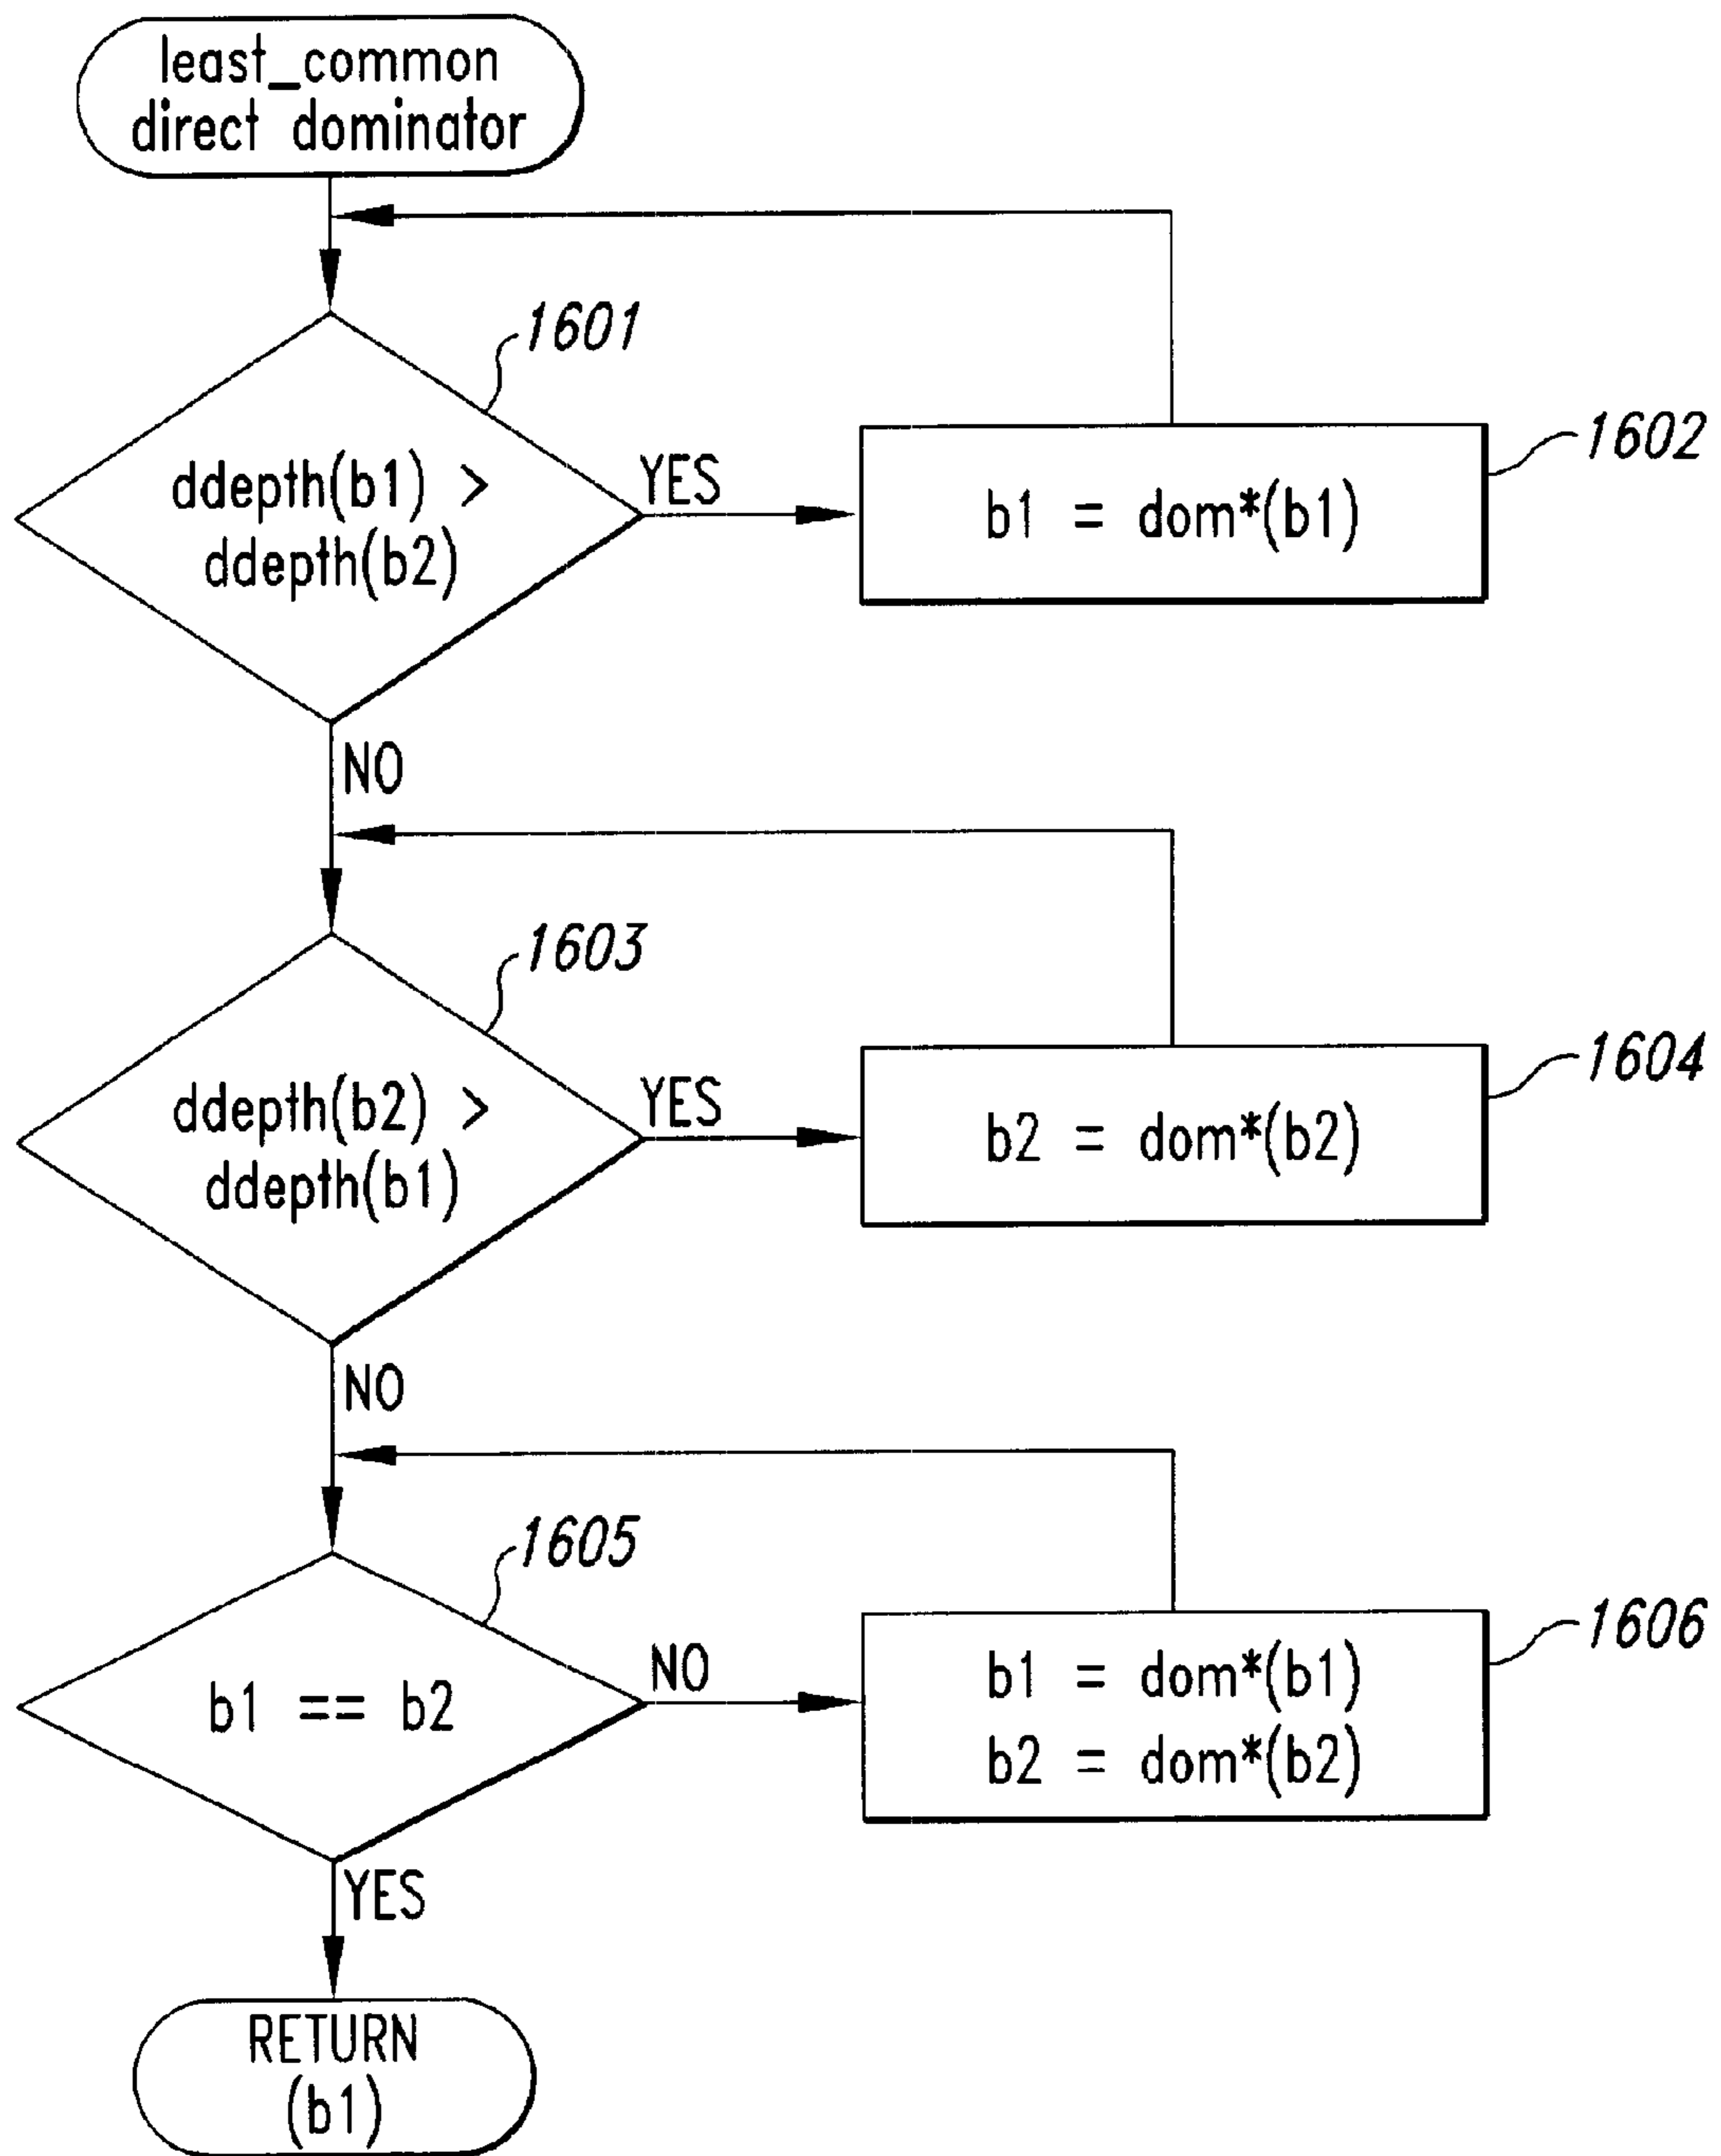 least_common
direct dominator
1601
ddepth(b1) >
ddepth(b2)
YES
1602
b1 = dom*(b1)
NO
1603
ddepth(b2) >
ddepth(b1)
YES
1604
b2 = dom*(b2)
NO
1605
b1 == b2
NO
1606
b1 = dom*(b1)
b2 = dom*(b2)
YES
RETURN
(b1)